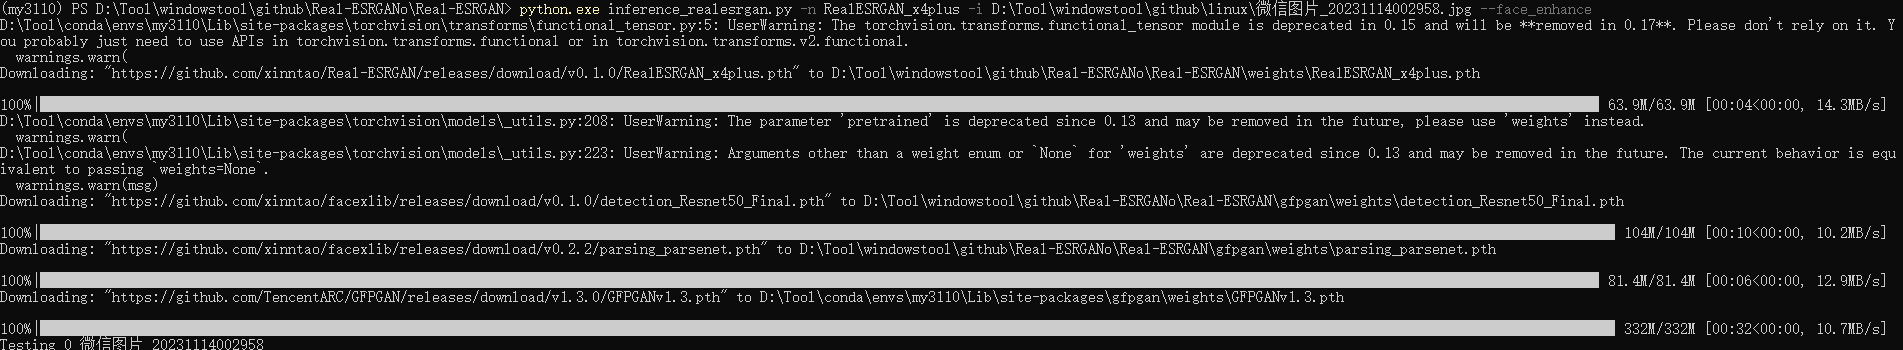 (my3110) PS D:\Tool\windowstool\github\Real-ESRGANo\Real-ESRGAN> python.exe inference_realesrgan.py -n RealESRGAN_x4plus -i D:\Tool\windowstool\github\linux\微信图片_20231114002958.jpg --face_enhance
D:\Tool\conda\envs\my3110\Lib\site-packages\torchvision\transforms\functional_tensor.py:5: UserWarning: The torchvision.transforms.functional_tensor module is deprecated in 0.15 and will be **removed in 0.17**. Please don't rely on it. Y
ou probably just need to use APIs in torchvision.transforms.functional or in torchvision.transforms.v2.functional.
  warnings.warn(
Downloading: "https://github.com/xinntao/Real-ESRGAN/releases/download/v0.1.0/RealESRGAN_x4plus.pth" to D:\Tool\windowstool\github\Real-ESRGANo\Real-ESRGAN\weights\RealESRGAN_x4plus.pth
100%| 63.9M/63.9M [00:04<00:00, 14.3MB/s]
D:\Tool\conda\envs\my3110\Lib\site-packages\torchvision\models\_utils.py:208: UserWarning: The parameter 'pretrained' is deprecated since 0.13 and may be removed in the future, please use 'weights' instead.
  warnings.warn(
D:\Tool\conda\envs\my3110\Lib\site-packages\torchvision\models\_utils.py:223: UserWarning: Arguments other than a weight enum or `None` for 'weights' are deprecated since 0.13 and may be removed in the future. The current behavior is equ
ivalent to passing `weights=None`.
  warnings.warn(msg)
Downloading: "https://github.com/xinntao/facexlib/releases/download/v0.1.0/detection_Resnet50_Final.pth" to D:\Tool\windowstool\github\Real-ESRGANo\Real-ESRGAN\gfpgan\weights\detection_Resnet50_Final.pth
100%| 104M/104M [00:10<00:00, 10.2MB/s]
Downloading: "https://github.com/xinntao/facexlib/releases/download/v0.2.2/parsing_parsenet.pth" to D:\Tool\windowstool\github\Real-ESRGANo\Real-ESRGAN\gfpgan\weights\parsing_parsenet.pth
100%| 81.4M/81.4M [00:06<00:00, 12.9MB/s]
Downloading: "https://github.com/TencentARC/GFPGAN/releases/download/v1.3.0/GFPGANv1.3.pth" to D:\Tool\conda\envs\my3110\Lib\site-packages\gfpgan\weights\GFPGANv1.3.pth
100%| 332M/332M [00:32<00:00, 10.7MB/s]
Testing 0 微信图片_20231114002958